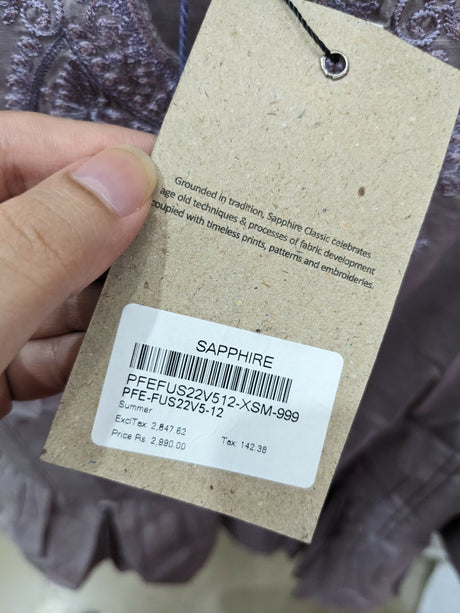 Grounded in tradition, Sapphire Classic celebrates
age old techniques & processes of fabric development
coupled with timeless prints, patterns and embroideries.
SAPPHIRE
PFEFUS22V512-XSM-999
PFE-FUS22V5-12
Summer
ExclTax: 2,847.62 Tax: 142.38
Price Rs. 2,990.00